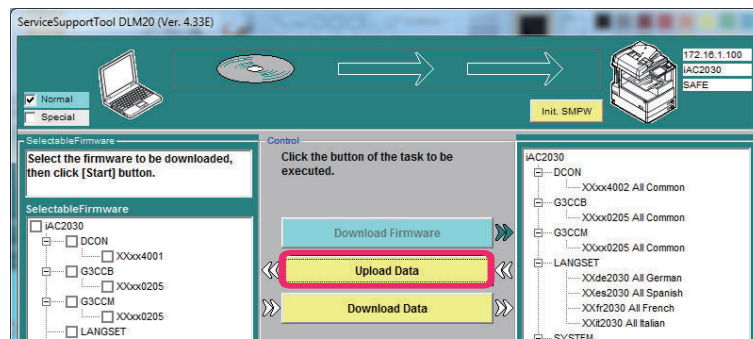 ServiceSupportTool DLM20 (Ver. 4.33E)
172.16.1.100
iAC2030
SAFE
Normal
Special
Init. SMPW
SelectableFirmware
Select the firmware to be downloaded,
then click [Start] button.
SelectableFirmware
iAC2030
DCON
XXxx4001
G3CCB
XXxx0205
G3CCM
XXxx0205
LANGSET
Control
Click the button of the task to be
executed.
Download Firmware
Upload Data
Download Data
iAC2030
DCON
XXxx4002 All Common
G3CCB
XXxx0205 All Common
G3CCM
XXxx0205 All Common
LANGSET
XXde2030 All German
XXes2030 All Spanish
XXfr2030 All French
XXit2030 All Italian
SYSTEM